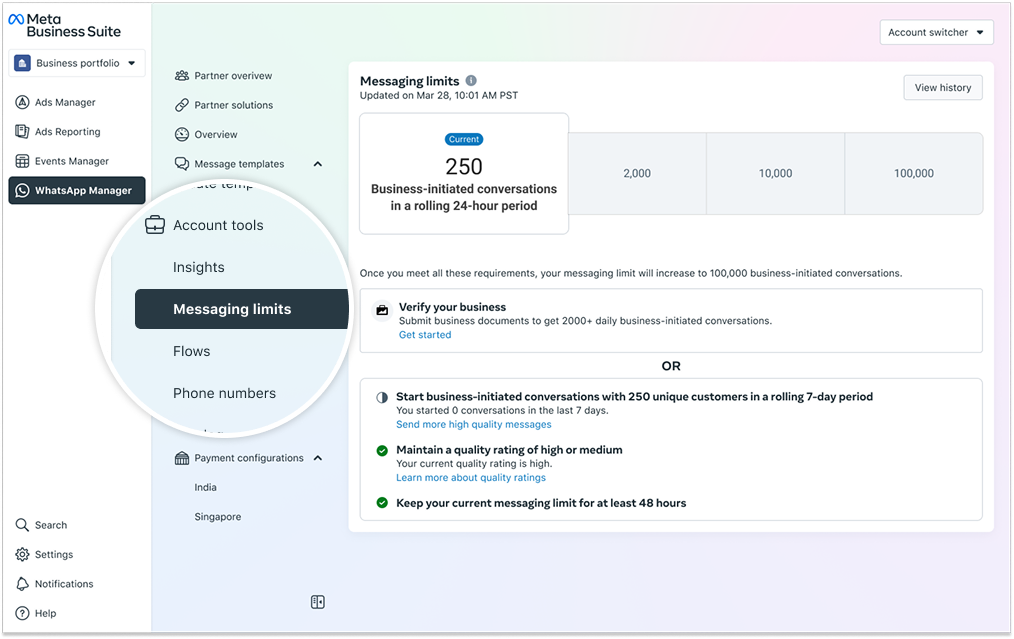 Meta
Business Suite
Business portfolio
Ads Manager
Ads Reporting
Events Manager
WhatsApp Manager
Search
Settings
Notifications
Help
Partner overivew
Partner solutions
Overview
Message templates
Account tools
Insights
Messaging limits
Flows
Phone numbers
Payment configurations
India
Singapore
Account switcher
Messaging limits
Updated on Mar 28, 10:01 AM PST
View history
Current
250
Business-initiated conversations
in a rolling 24-hour period
2,000
10,000
100,000
Once you meet all these requirements, your messaging limit will increase to 100,000 business-initiated conversations.
Verify your business
Submit business documents to get 2000+ daily business-initiated conversations.
Get started
OR
Start business-initiated conversations with 250 unique customers in a rolling 7-day period
You started 0 conversations in the last 7 days.
Send more high quality messages
Maintain a quality rating of high or medium
Your current quality rating is high.
Learn more about quality ratings
Keep your current messaging limit for at least 48 hours